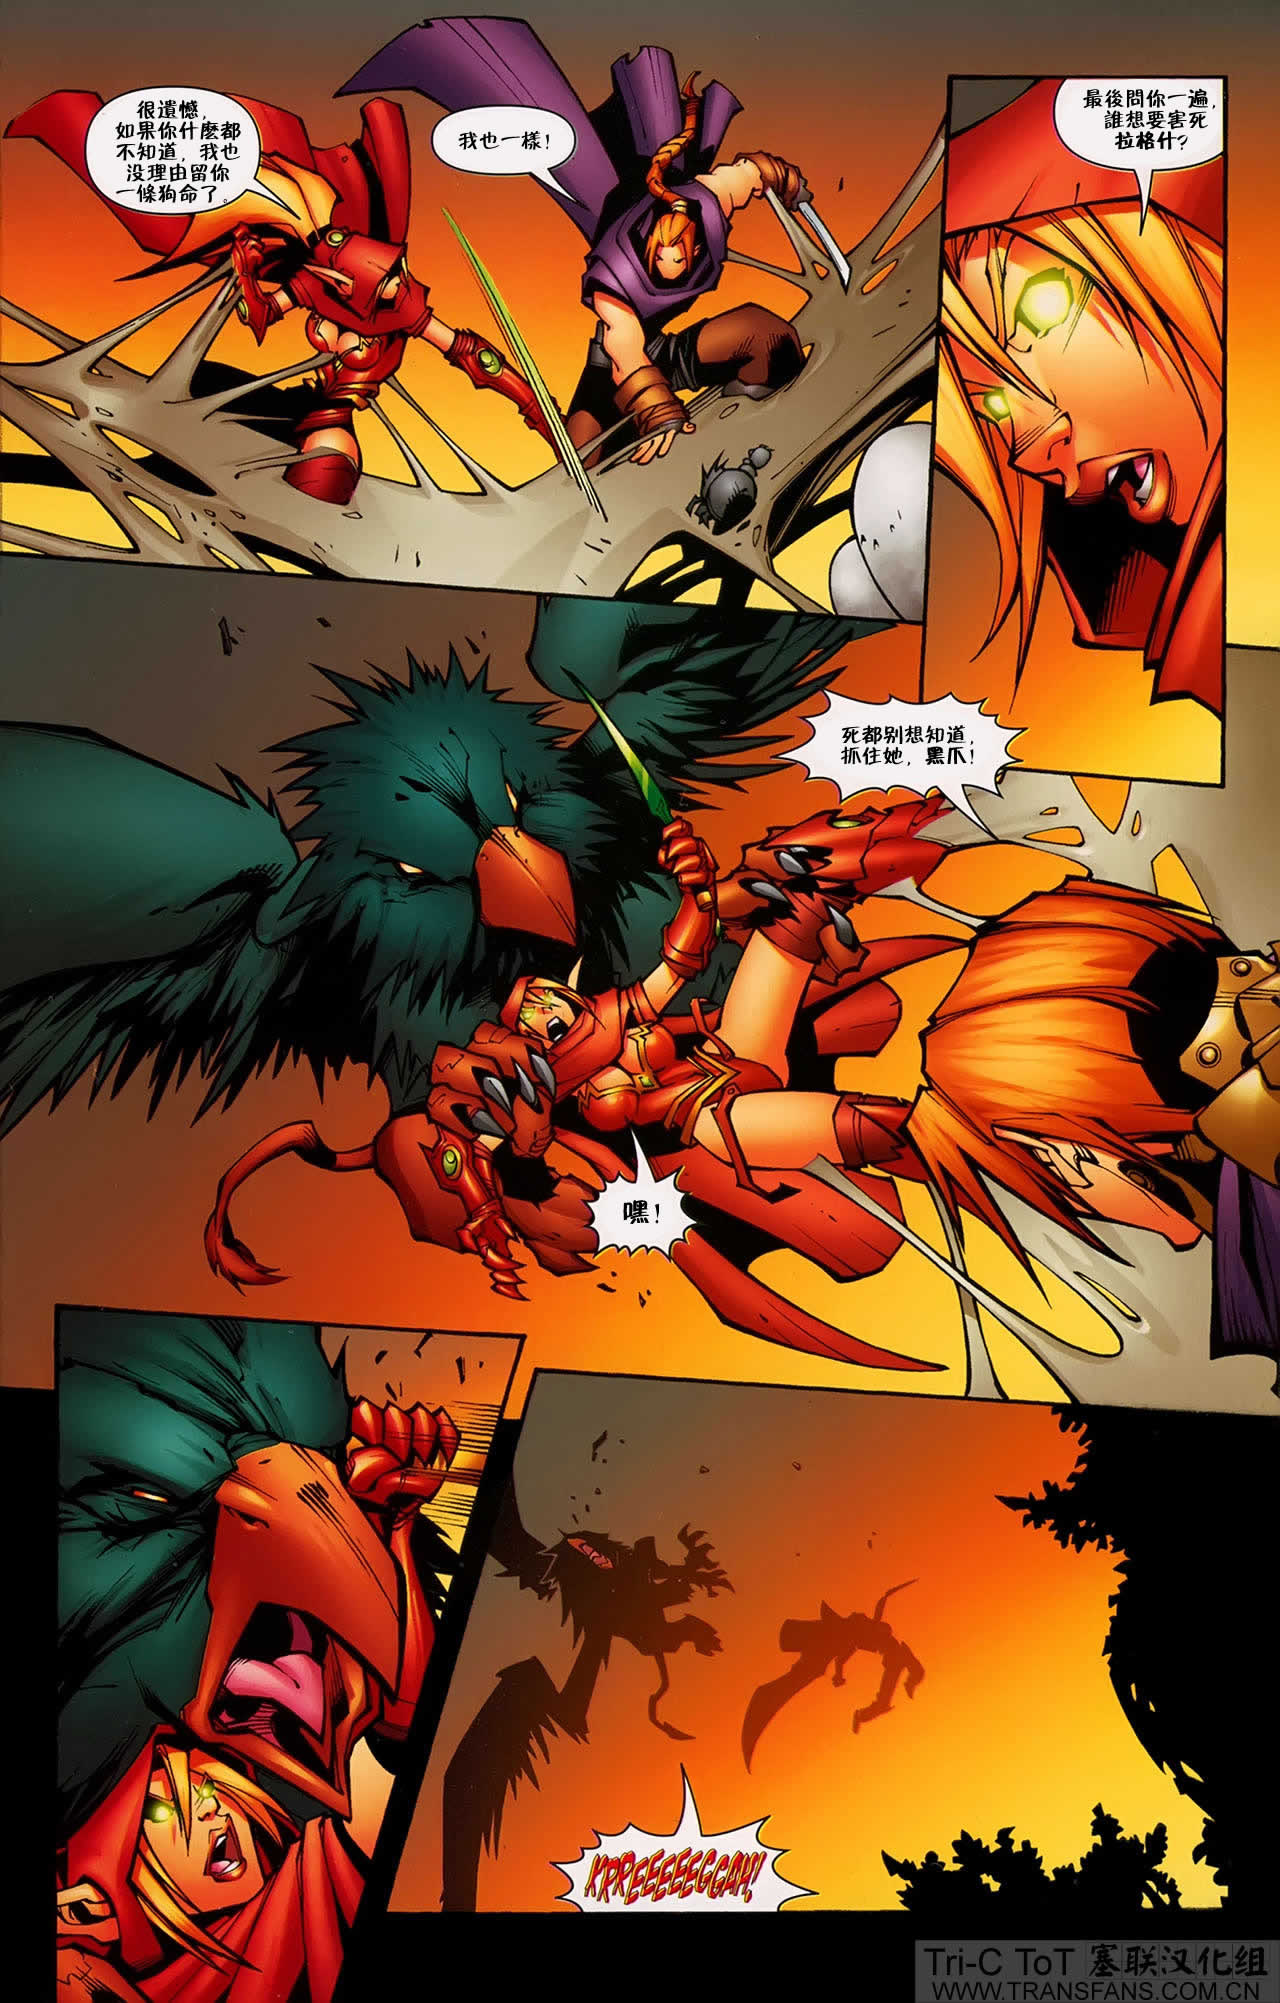 很遺憾，
如果你什麼都
不知道，我也
沒理由留你
一條狗命了。
我也一樣！
最後問你一遍，
誰想要害死
拉格什？
死都别想知道，
抓住她，黑爪！
嘿！
KRREEEEEGGAH!
Tri-C ToT 塞联汉化组
WWW.TRANSFANS.COM.CN